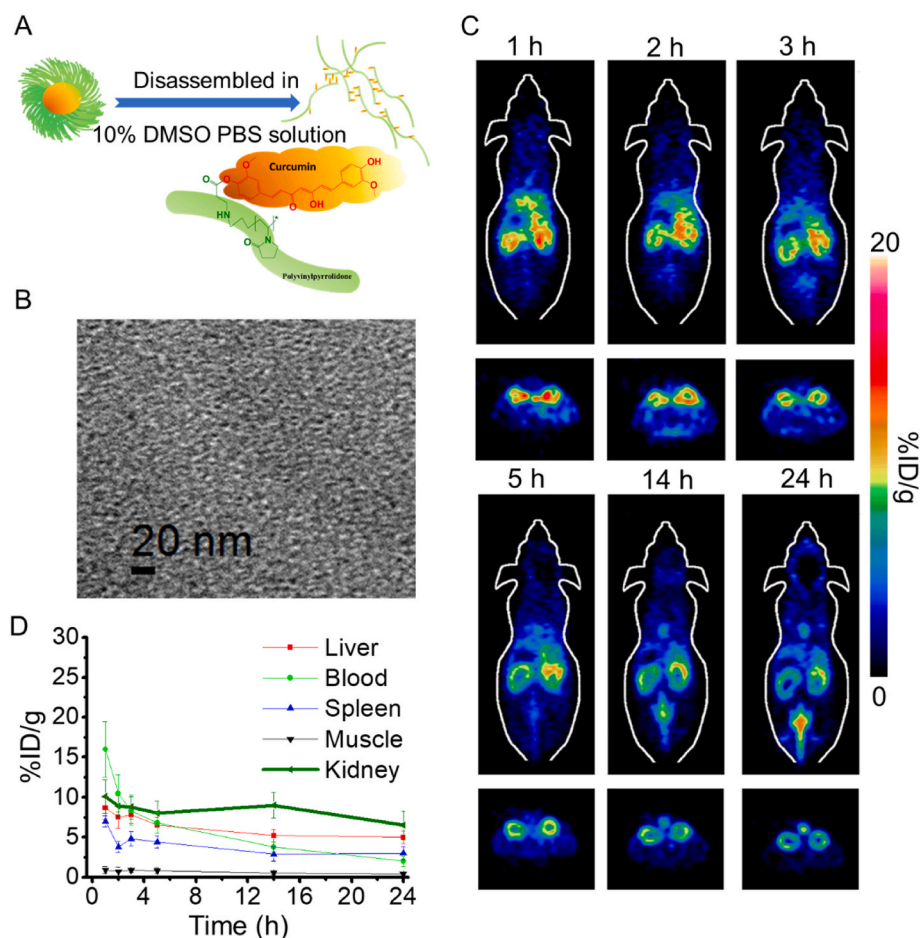 A
Disassembled in
10% DMSO PBS solution
Curcumin
OH
O
O
O
OH
O
HN
N
O
*
Polyvinylpyrrolidone
B
20 nm
C
1 h
2 h
3 h
5 h
14 h
24 h
20
%ID/g
0
D
30
25
20
15
10
5
0
%ID/g
Liver
Blood
Spleen
Muscle
Kidney
0
4
8
12
16
20
24
Time (h)